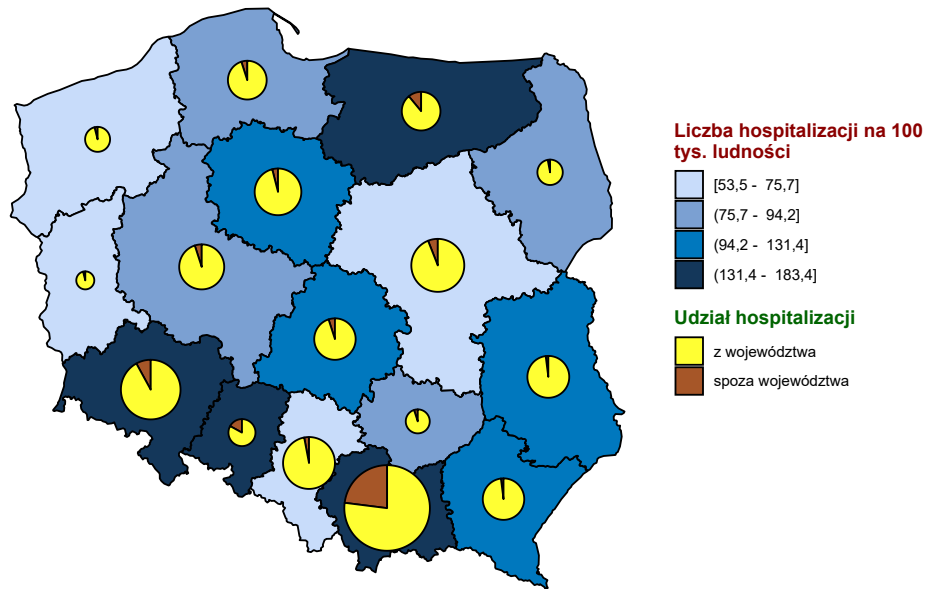 Liczba hospitalizacji na 100
tys. ludności
[53,5 - 75,7]
(75,7 - 94,2]
(94,2 - 131,4]
(131,4 - 183,4]
Udział hospitalizacji
z województwa
spoza województwa